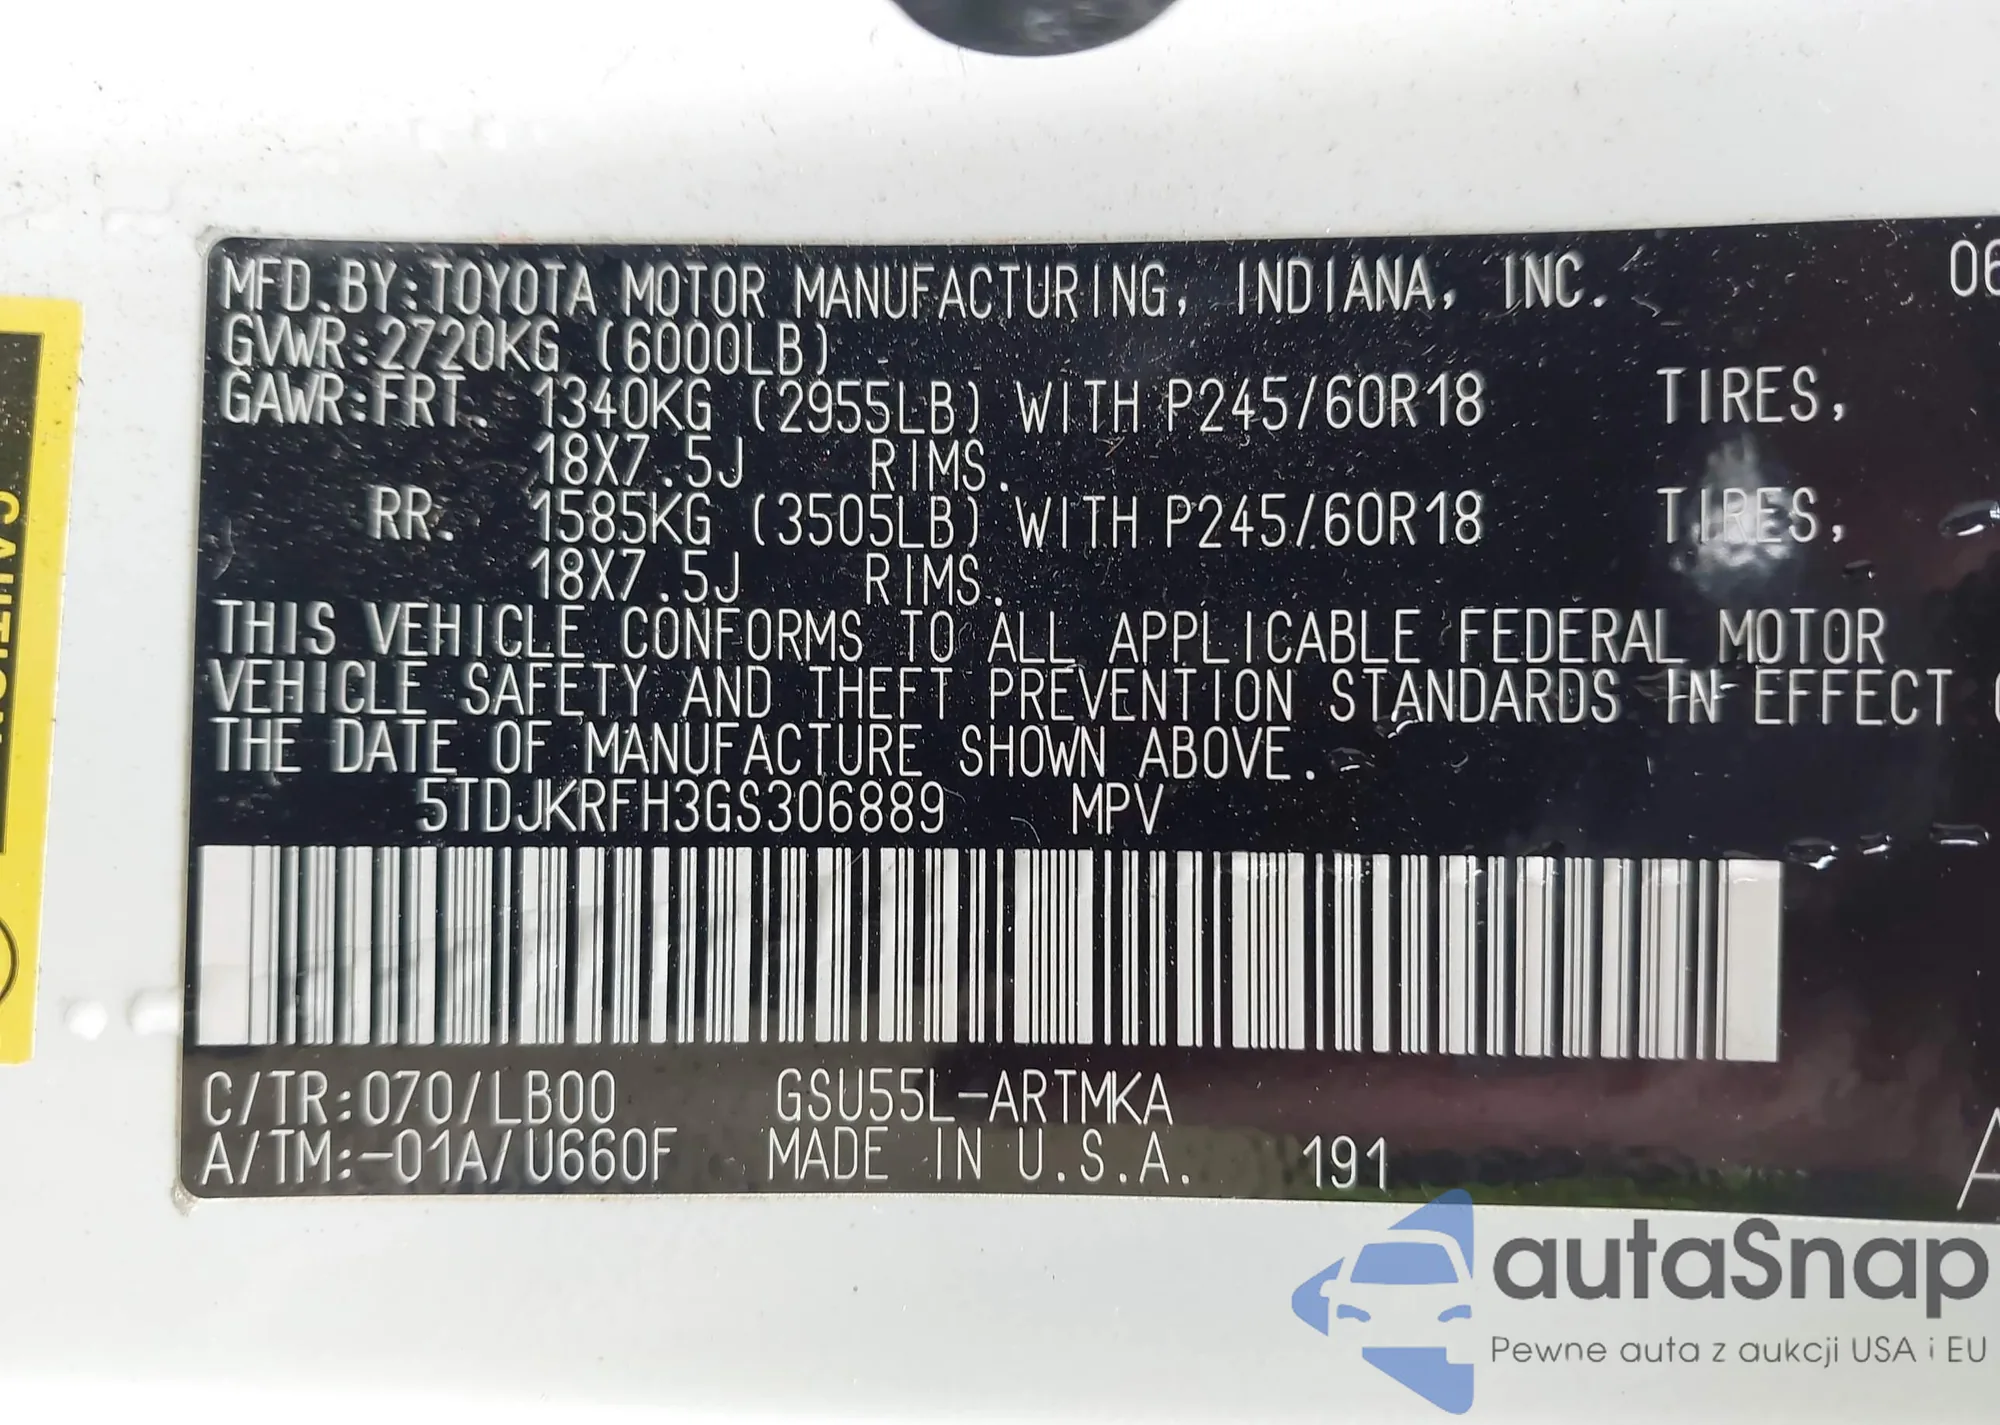 MFD.BY:TOYOTA MOTOR MANUFACTURING, INDIANA, INC. 06
GVWR:2720KG (6000LB)
GAWR:FRT. 1340KG (2955LB) WITH P245/60R18 TIRES,
18X7.5J RIMS.
RR. 1585KG (3505LB) WITH P245/60R18 TIRES,
18X7.5J RIMS.
THIS VEHICLE CONFORMS TO ALL APPLICABLE FEDERAL MOTOR
VEHICLE SAFETY AND THEFT PREVENTION STANDARDS IN EFFECT
THE DATE OF MANUFACTURE SHOWN ABOVE.
5TDJKRFH3GS306889 MPV
C/TR:070/LB00 GSU55L-ARTMKA
A/TM:-01A/U660F MADE IN U.S.A. 191 A
CAUTION
autaSnap
Pewne auta z aukcji USA i EU